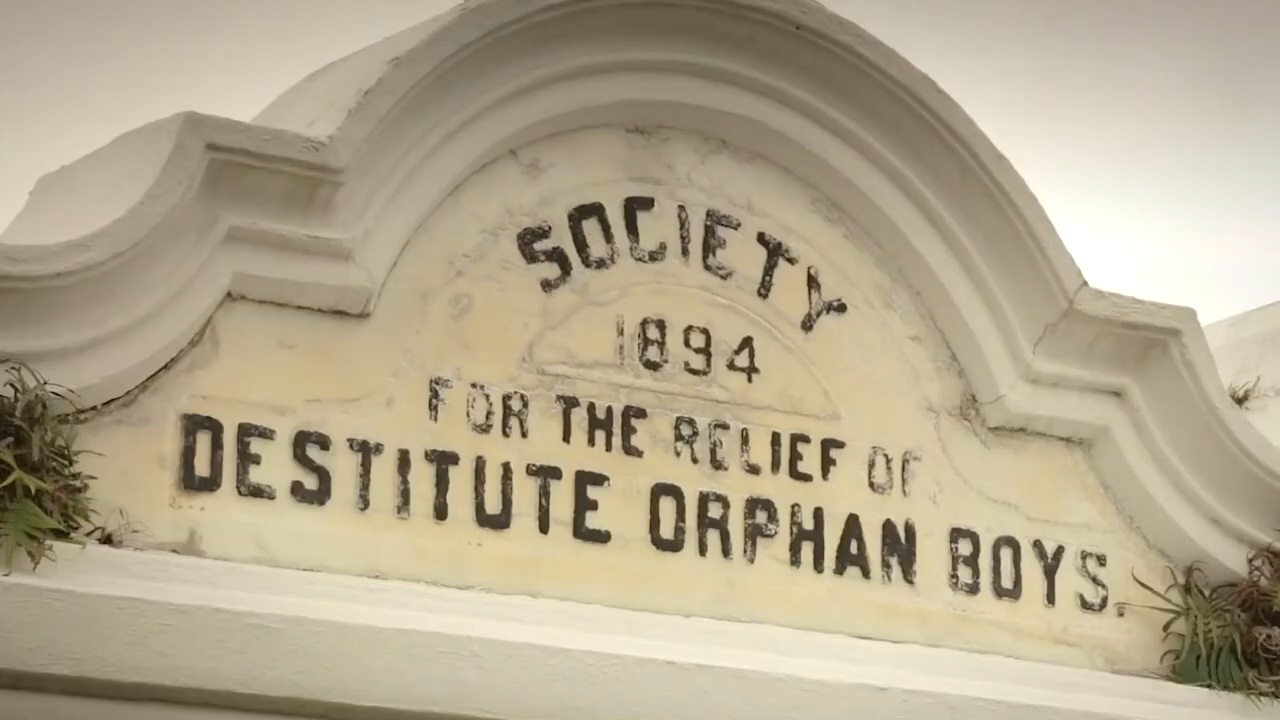 SOCIETY
1894
FOR THE RELIEF OF
DESTITUTE ORPHAN BOYS.